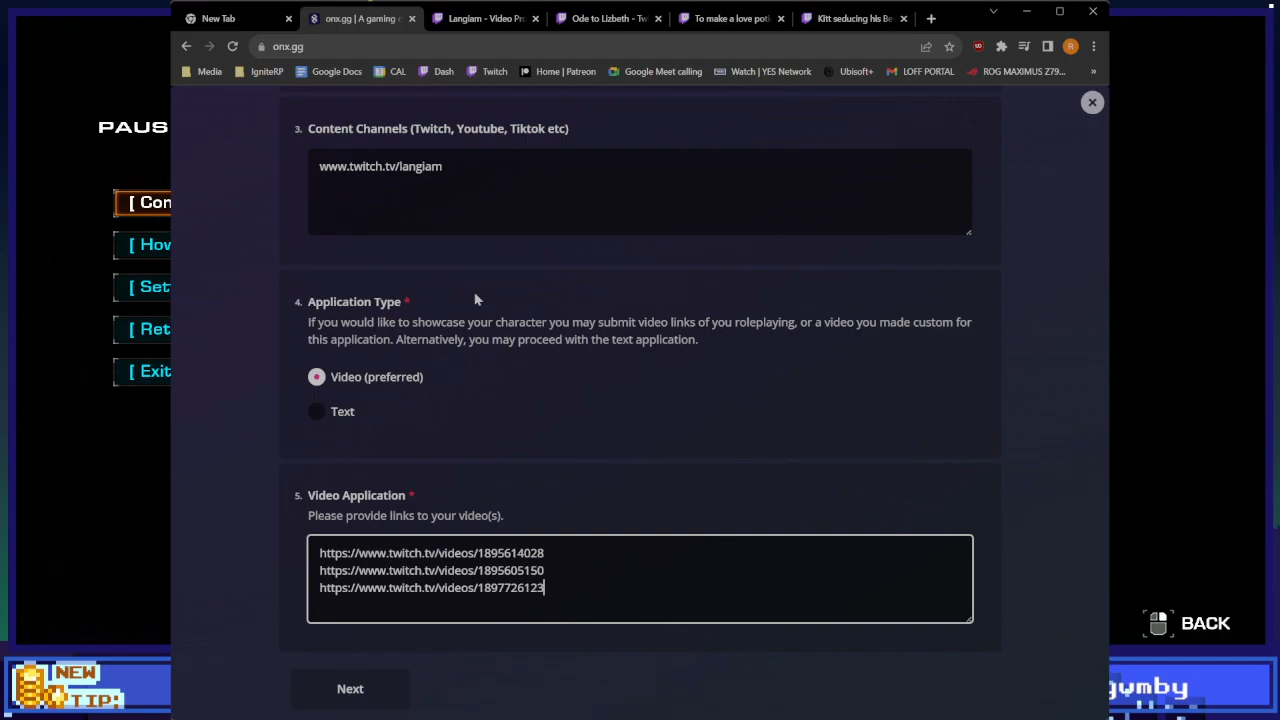 New Tab
onx.gg | A gaming c
Langiam - Video Pr
Ode to Lizbeth - Tw
To make a love poti
Kitt seducing his Be
onx.gg
UD
R
Media
IgniteRP
Google Docs
CAL
Dash
Twitch
Home | Patreon
Google Meet calling
Watch | YES Network
Ubisoft+
LOFF PORTAL
ROG MAXIMUS Z79...
»
PAUS
[ Con
[ How
[ Set
[ Ret
[ Exit
3. Content Channels (Twitch, Youtube, Tiktok etc)
www.twitch.tv/langiam
4. Application Type *
If you would like to showcase your character you may submit video links of you roleplaying, or a video you made custom for
this application. Alternatively, you may proceed with the text application.
Video (preferred)
Text
5. Video Application *
Please provide links to your video(s).
https://www.twitch.tv/videos/1895614028
https://www.twitch.tv/videos/1895605150
https://www.twitch.tv/videos/1897726123
Next
BACK
NEW
TIP:
gymby